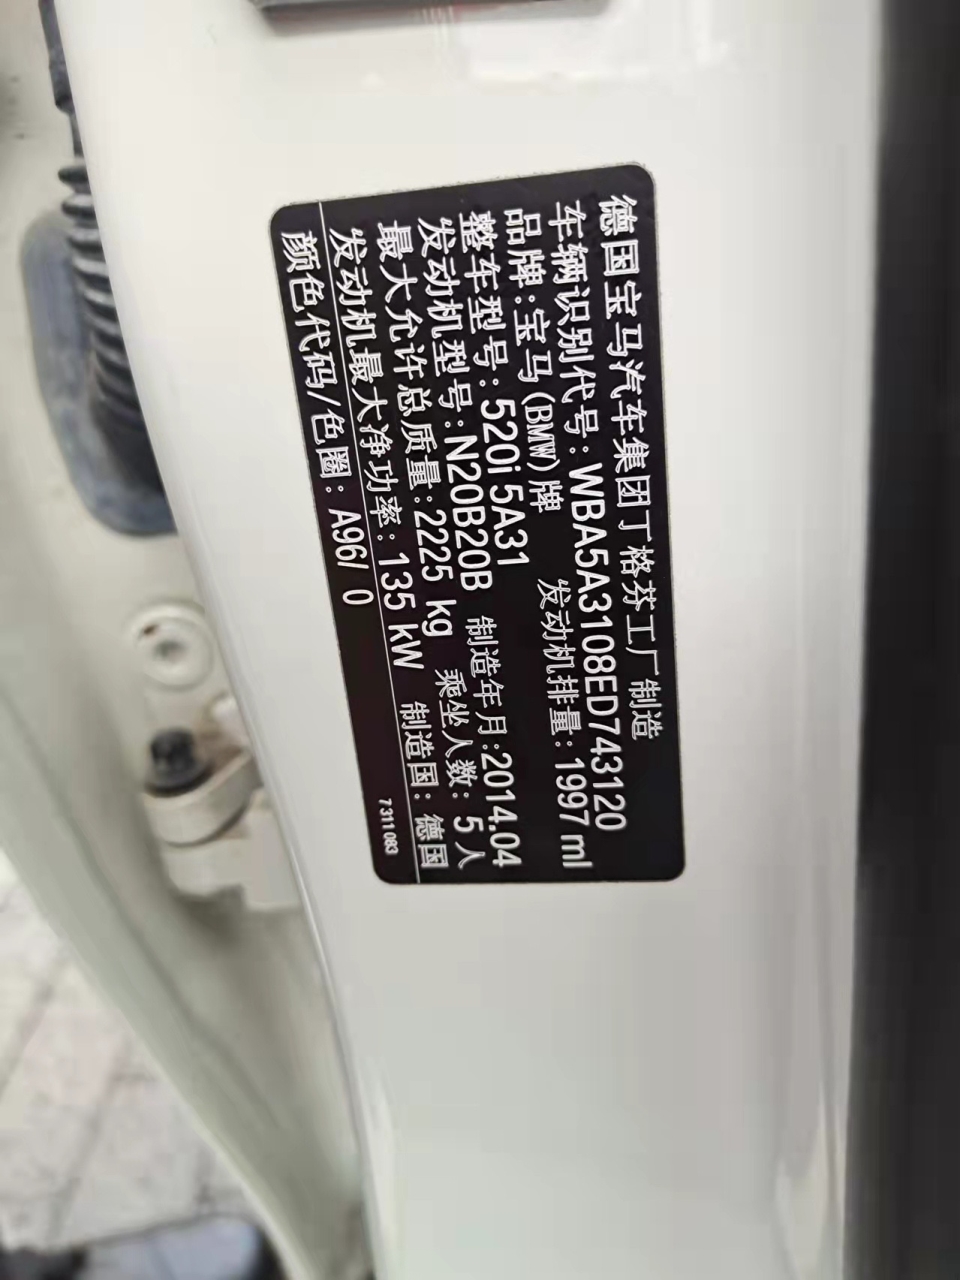 德国宝马汽车集团丁格芬工厂制造
车辆识别代号:WBA5A3108ED743120
品牌:宝马(BMW)牌 发动机排量:1997ml
整车型号:520i 5A31 制造年月:2014.04
发动机型号:N20B20B 乘坐人数:5人
最大允许总质量:2225 kg 制造国:德国
发动机最大净功率:135 kW
颜色代码/色圈:A96/ 0
7311083